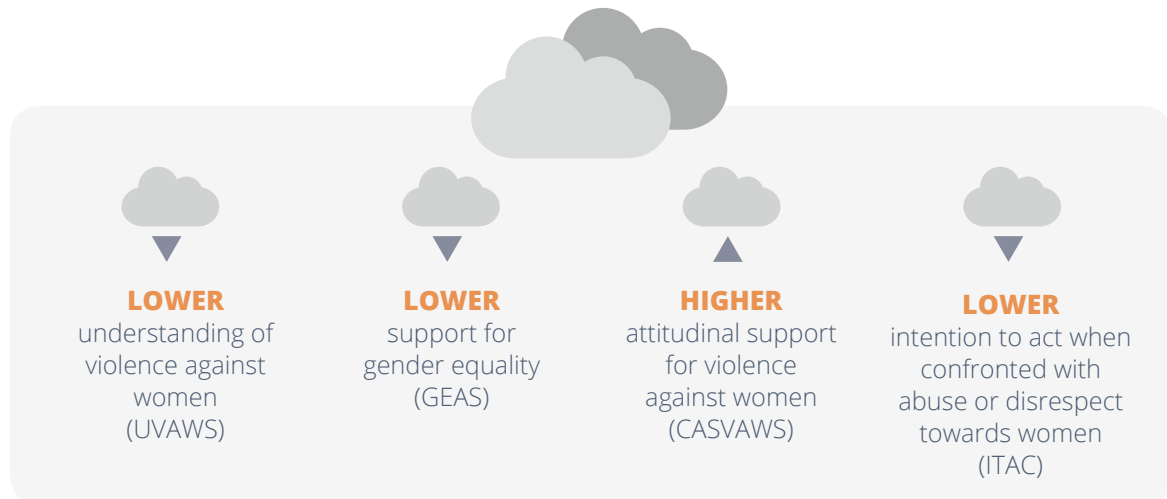 LOWER
understanding of
violence against
women
(UVAWS)
LOWER
support for
gender equality
(GEAS)
HIGHER
attitudinal support
for violence
against women
(CASVAWS)
LOWER
intention to act when
confronted with
abuse or disrespect
towards women
(ITAC)